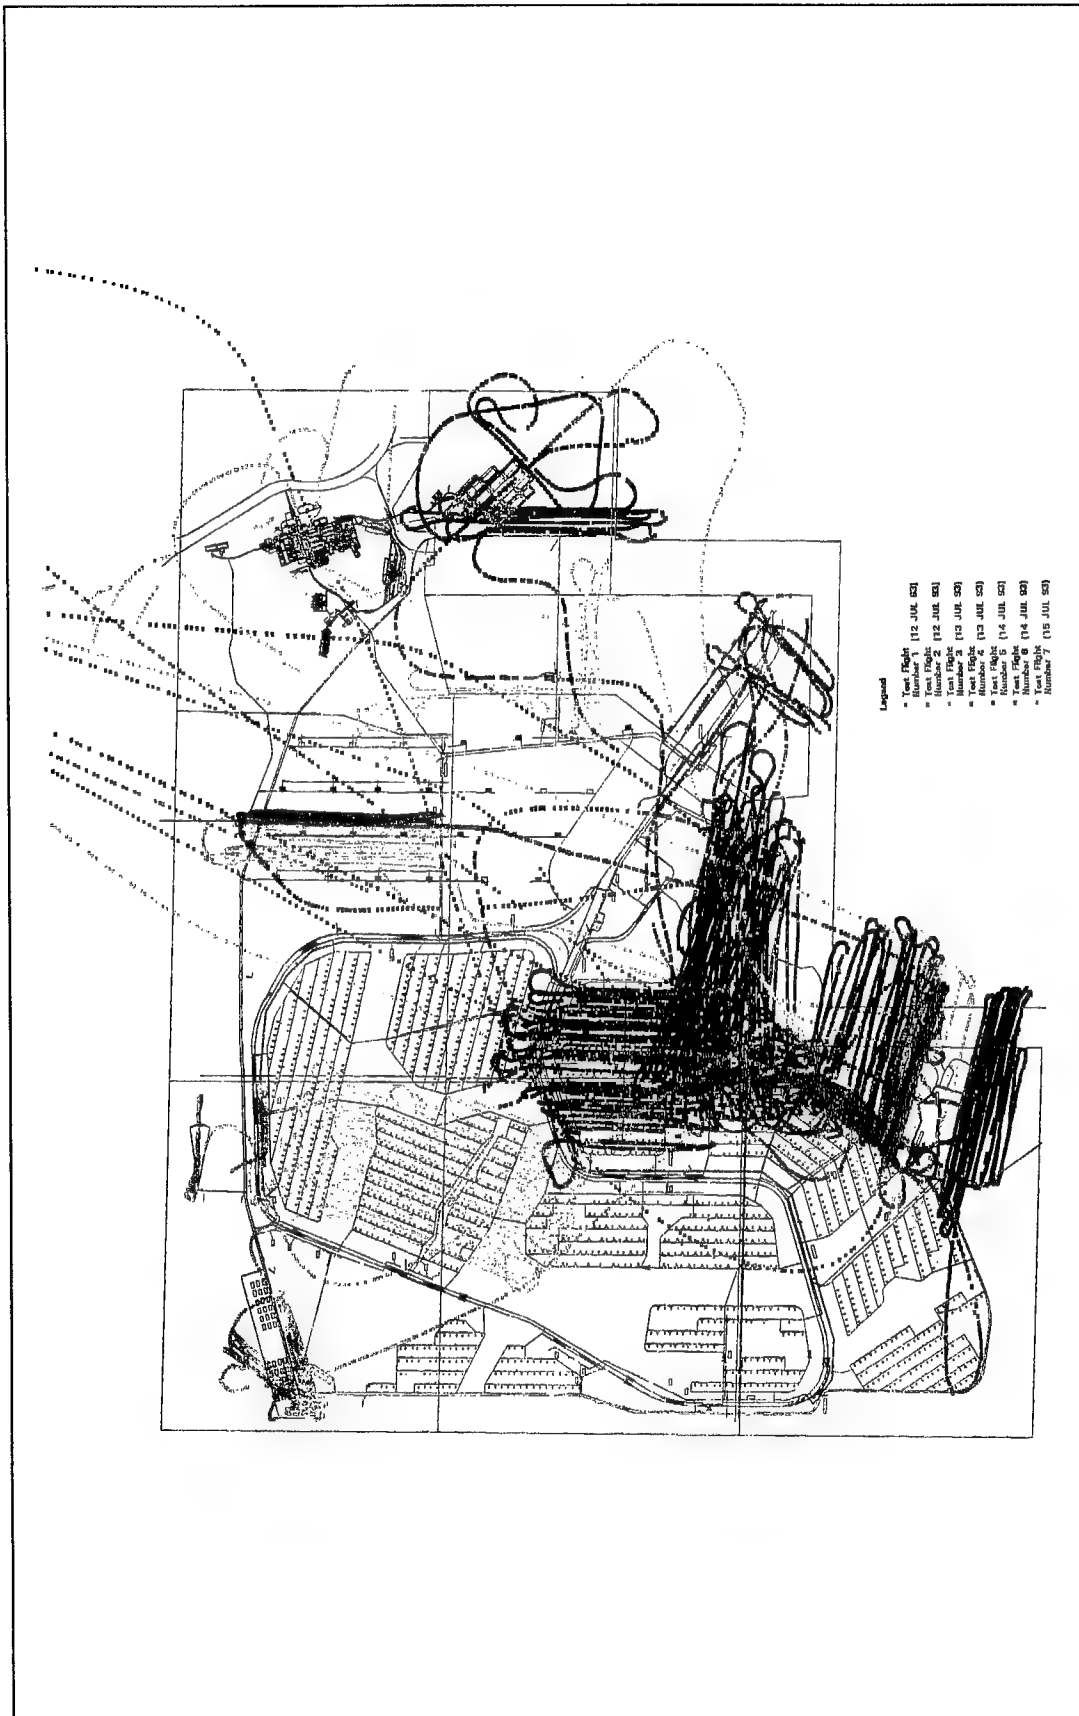 Legend
" Test Flight
Number 1 (12 JUL 93)
" Test Flight
Number 2 (12 JUL 93)
" Test Flight
Number 3 (13 JUL 93)
" Test Flight
Number 4 (13 JUL 93)
" Test Flight
Number 5 (14 JUL 93)
" Test Flight
Number 6 (14 JUL 93)
" Test Flight
Number 7 (15 JUL 93)